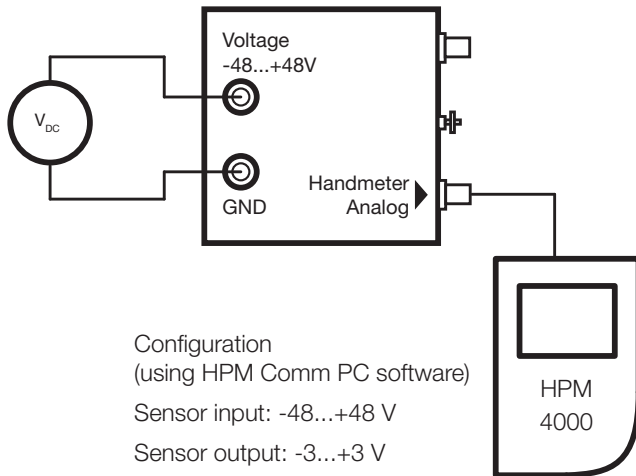 Voltage
-48...+48V
VDC
GND
Handmeter
Analog
HPM
4000
Configuration
(using HPM Comm PC software)
Sensor input: -48...+48 V
Sensor output: -3...+3 V